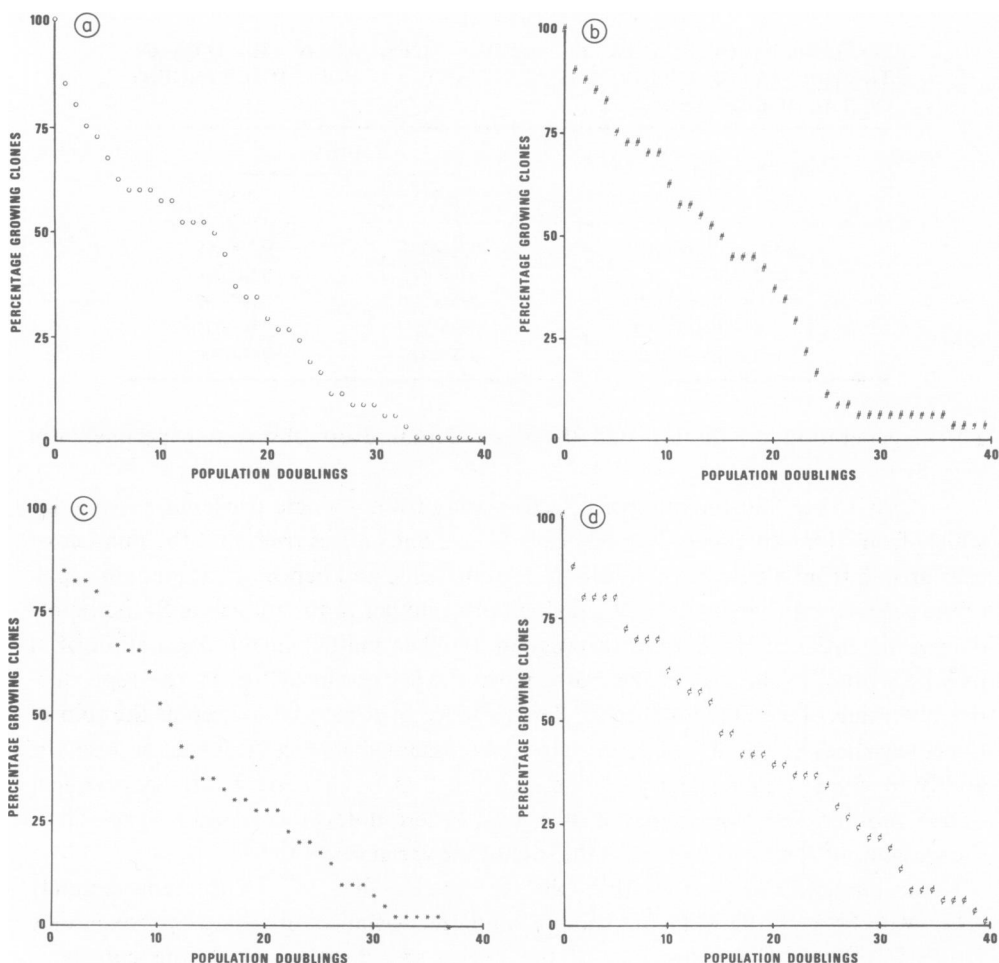 a
100
75
50
25
0
PERCENTAGE GROWING CLONES
0 10 20 30 40
POPULATION DOUBLINGS
b
100
75
50
25
0
PERCENTAGE GROWING CLONES
0 10 20 30 40
POPULATION DOUBLINGS
c
100
75
50
25
0
PERCENTAGE GROWING CLONES
0 10 20 30 40
POPULATION DOUBLINGS
d
100
75
50
25
0
PERCENTAGE GROWING CLONES
0 10 20 30 40
POPULATION DOUBLINGS